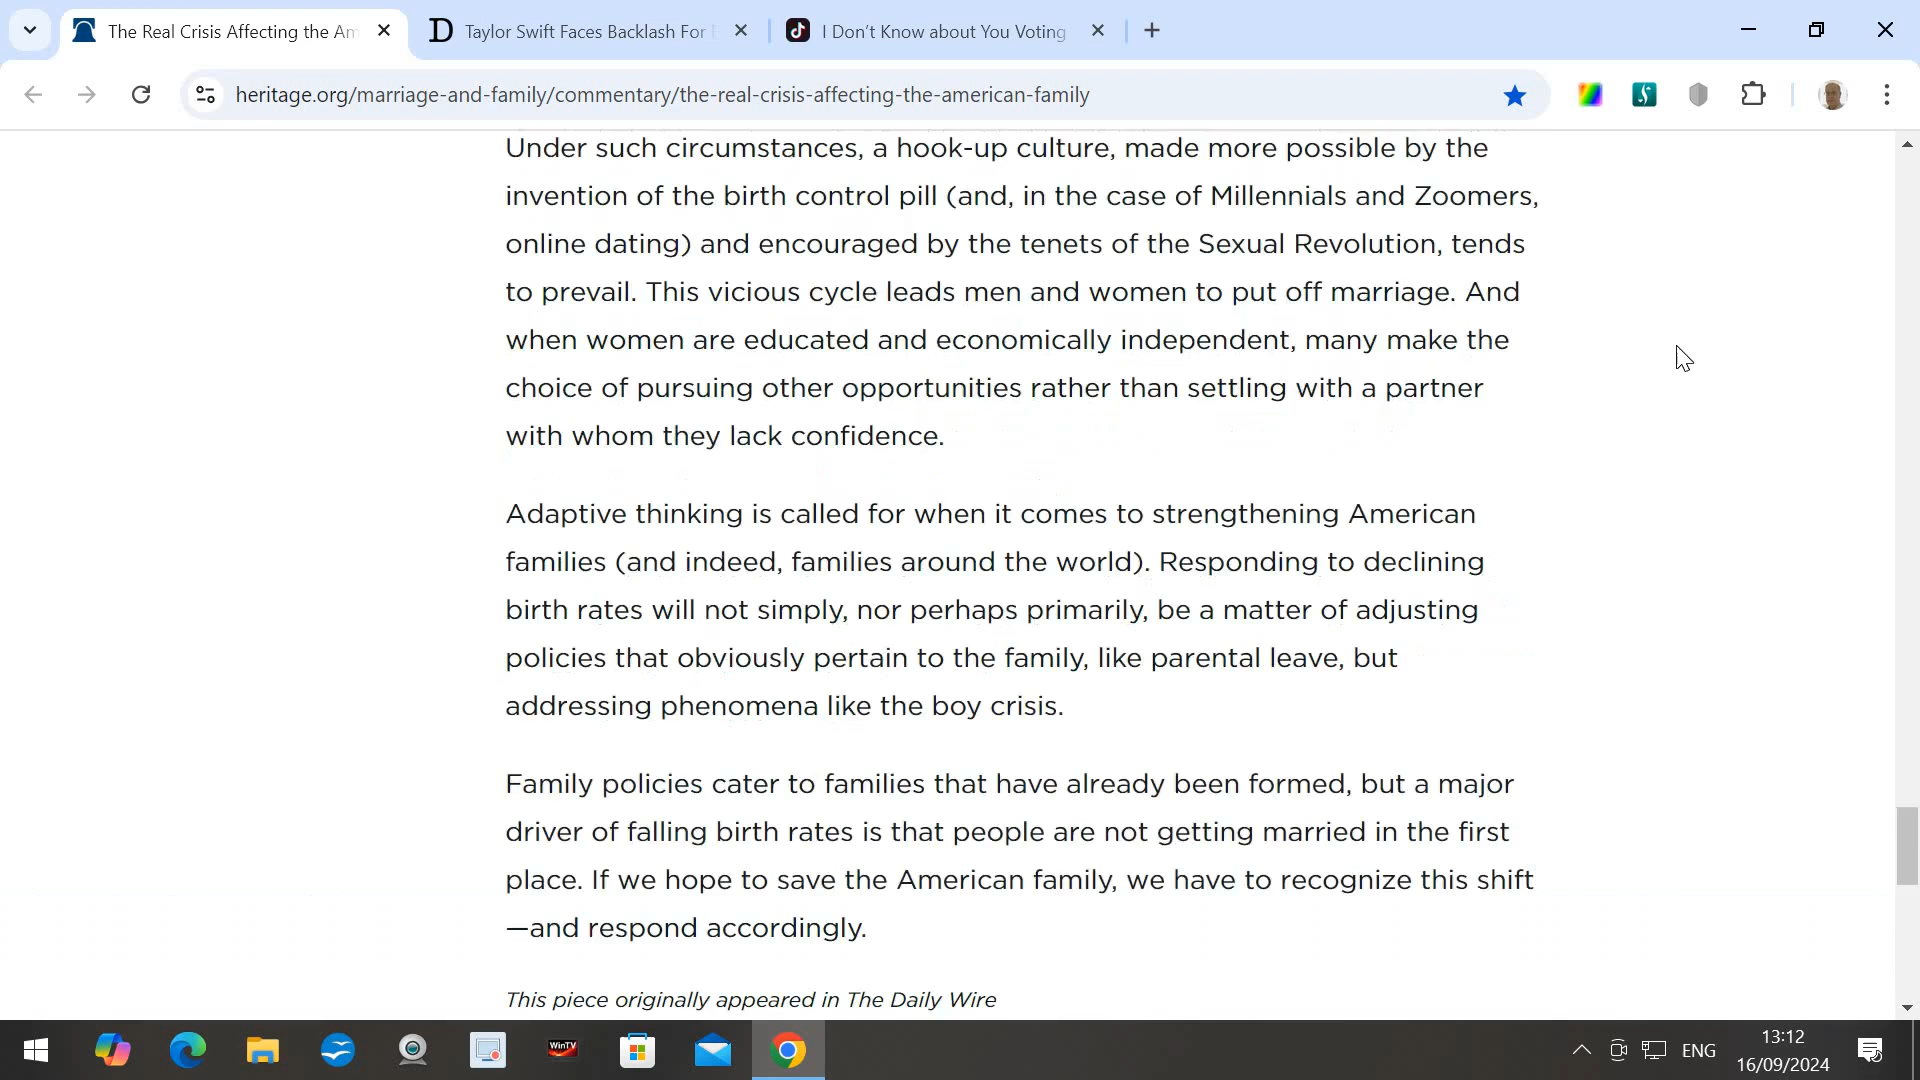 The Real Crisis Affecting the Am
Taylor Swift Faces Backlash For
I Don't Know about You Voting
heritage.org/marriage-and-family/commentary/the-real-crisis-affecting-the-american-family
Under such circumstances, a hook-up culture, made more possible by the
invention of the birth control pill (and, in the case of Millennials and Zoomers,
online dating) and encouraged by the tenets of the Sexual Revolution, tends
to prevail. This vicious cycle leads men and women to put off marriage. And
when women are educated and economically independent, many make the
choice of pursuing other opportunities rather than settling with a partner
with whom they lack confidence.
Adaptive thinking is called for when it comes to strengthening American
families (and indeed, families around the world). Responding to declining
birth rates will not simply, nor perhaps primarily, be a matter of adjusting
policies that obviously pertain to the family, like parental leave, but
addressing phenomena like the boy crisis.
Family policies cater to families that have already been formed, but a major
driver of falling birth rates is that people are not getting married in the first
place. If we hope to save the American family, we have to recognize this shift
—and respond accordingly.
This piece originally appeared in The Daily Wire
WinTV
ENG
13:12
16/09/2024